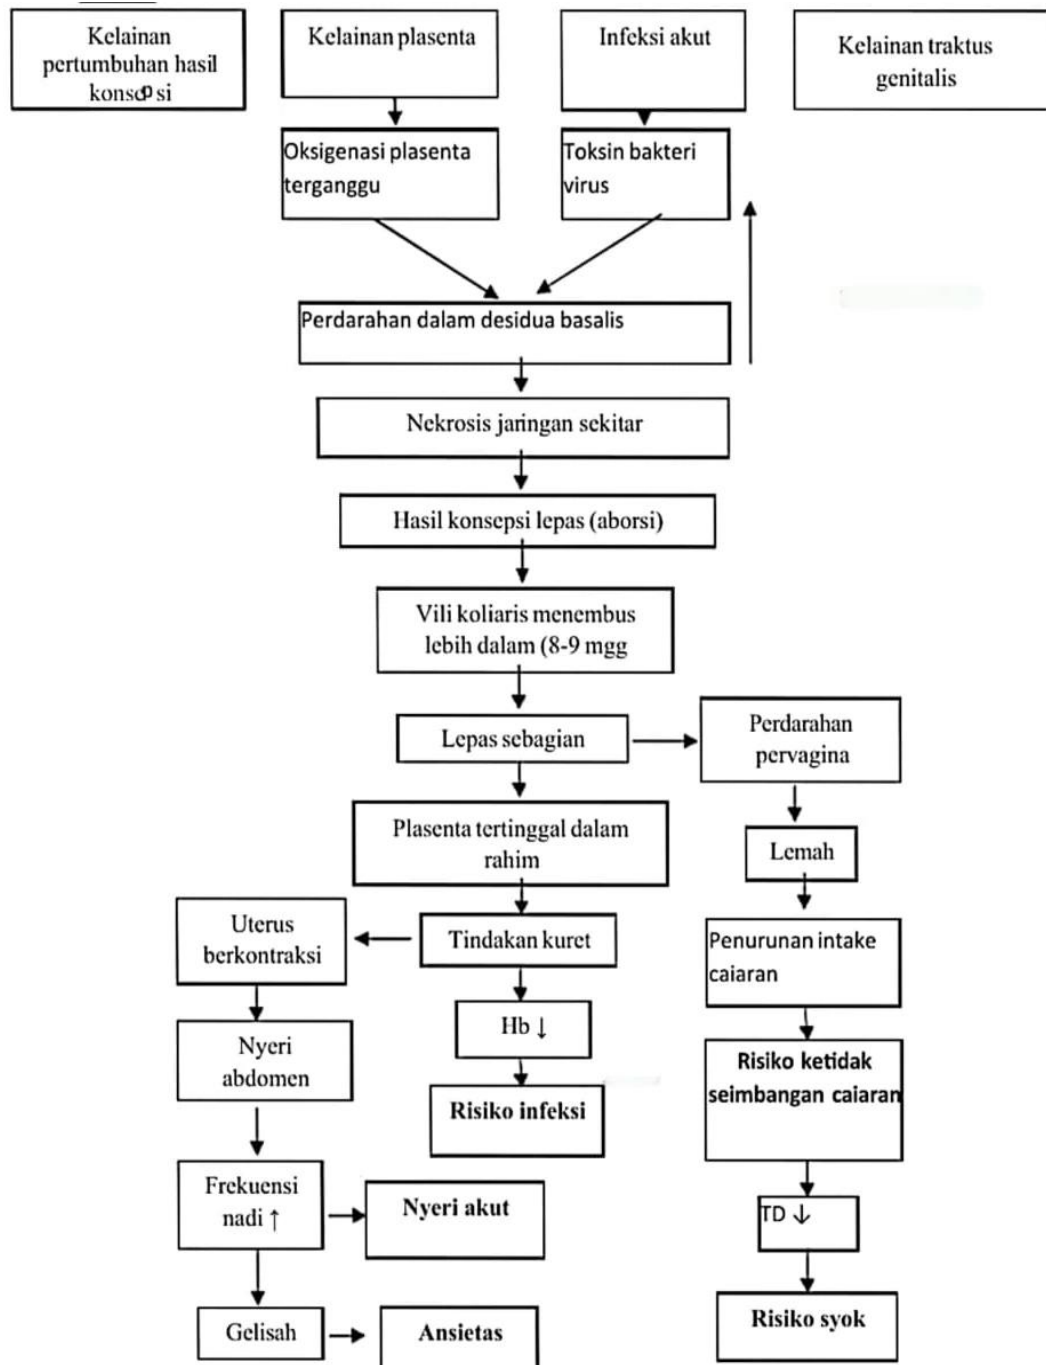 Kelainan
pertumbuhan hasil
konsepsi
Kelainan plasenta
Infeksi akut
Kelainan traktus
genitalis
Oksigenasi plasenta
terganggu
Toksin bakteri
virus
Perdarahan dalam desidua basalis
Nekrosis jaringan sekitar
Hasil konsepsi lepas (aborsi)
Vili koliaris menembus
lebih dalam (8-9 mgg
Lepas sebagian
Perdarahan
pervagina
Plasenta tertinggal dalam
rahim
Lemah
Uterus
berkontraksi
Tindakan kuret
Penurunan intake
caiaran
Hb ↓
Nyeri
abdomen
Risiko ketidak
seimbangan caiaran
Risiko infeksi
Frekuensi
nadi ↑
Nyeri akut
TD ↓
Gelisah
Ansietas
Risiko syok